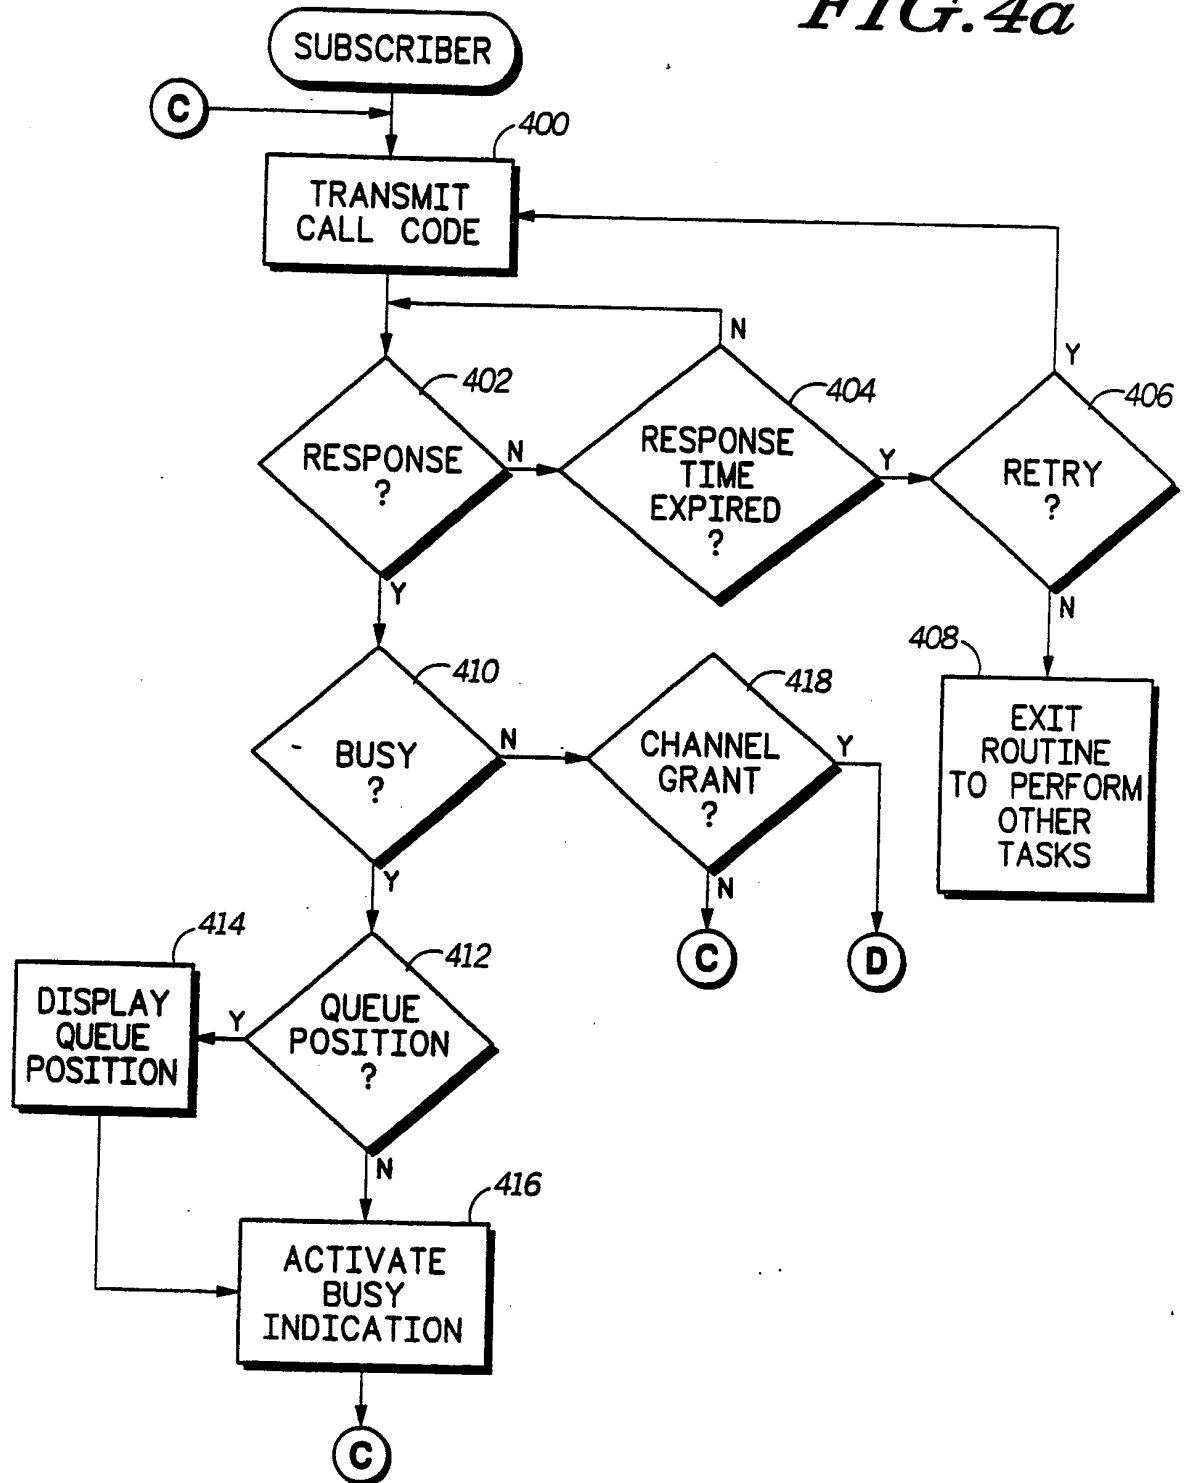 FIG.4a
SUBSCRIBER
C
400
TRANSMIT
CALL CODE
N
Y
402
404
406
RESPONSE
?
N
RESPONSE
TIME
EXPIRED
?
Y
RETRY
?
Y
N
408
410
418
EXIT
ROUTINE
TO PERFORM
OTHER
TASKS
BUSY
?
N
CHANNEL
GRANT
?
Y
Y
N
C
D
414
412
DISPLAY
QUEUE
POSITION
Y
QUEUE
POSITION
?
N
416
ACTIVATE
BUSY
INDICATION
C